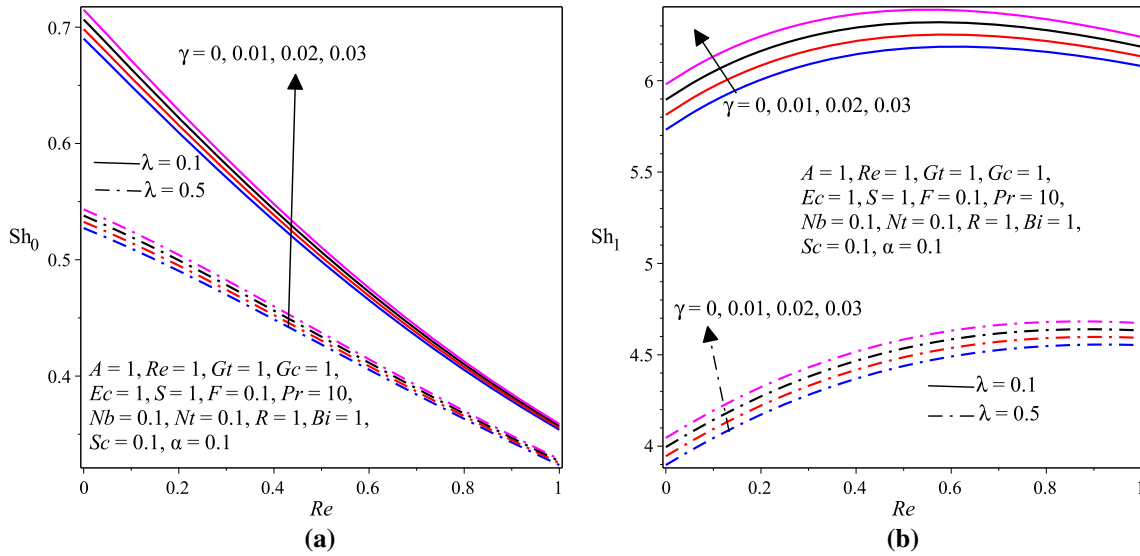 γ = 0, 0.01, 0.02, 0.03
0.7
0.6
λ = 0.1
λ = 0.5
Sh0
0.5
0.4
A = 1, Re = 1, Gt = 1, Gc = 1,
Ec = 1, S = 1, F = 0.1, Pr = 10,
Nb = 0.1, Nt = 0.1, R = 1, Bi = 1,
Sc = 0.1, α = 0.1
0 0.2 0.4 0.6 0.8 1
Re
(a)
γ = 0, 0.01, 0.02, 0.03
6
5.5
Sh1
5
4.5
4
A = 1, Re = 1, Gt = 1, Gc = 1,
Ec = 1, S = 1, F = 0.1, Pr = 10,
Nb = 0.1, Nt = 0.1, R = 1, Bi = 1,
Sc = 0.1, α = 0.1
γ = 0, 0.01, 0.02, 0.03
λ = 0.1
λ = 0.5
0 0.2 0.4 0.6 0.8 1
Re
(b)